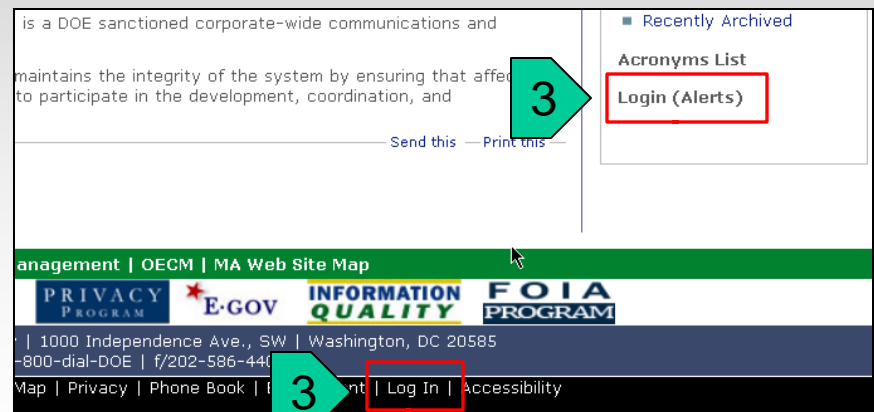 is a DOE sanctioned corporate-wide communications and
maintains the integrity of the system by ensuring that
to participate in the development, coordination, and
Send this — Print this
Recently Archived
Acronyms List
3
Login (Alerts)
anagement | OECM | MA Web Site Map
PRIVACY PROGRAM
E-GOV
INFORMATION QUALITY
FOIA PROGRAM
| 1000 Independence Ave., SW | Washington, DC 20585
-800-dial-DOE | f/202-586-
Map | Privacy | Phone Book | | Log In | Accessibility
3